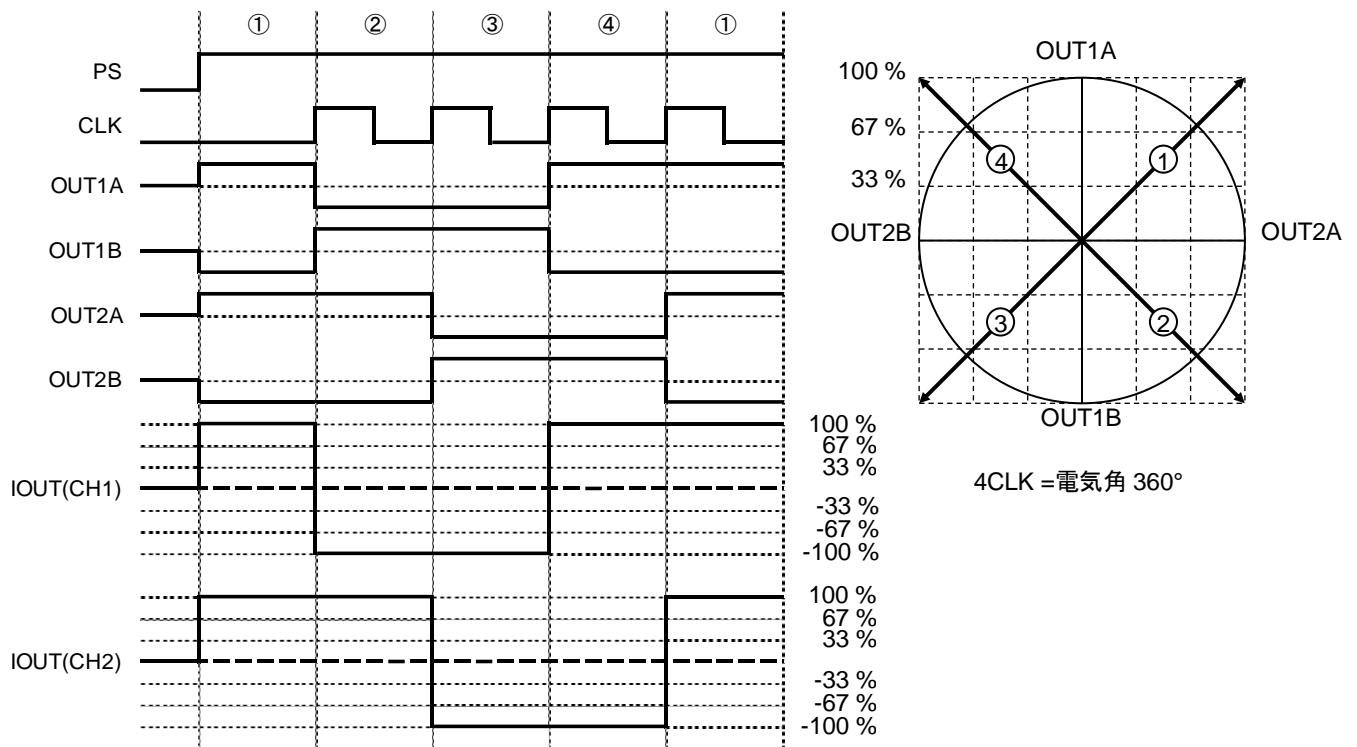 ① ② ③ ④ ①
PS
CLK
OUT1A
OUT1B
OUT2A
OUT2B
100 %
67 %
33 %
IOUT(CH1)
-33 %
-67 %
-100 %
100 %
67 %
33 %
IOUT(CH2)
-33 %
-67 %
-100 %
OUT1A
100 %
67 %
④ ①
33 %
OUT2B OUT2A
③ ②
OUT1B
4CLK =電気角 360°